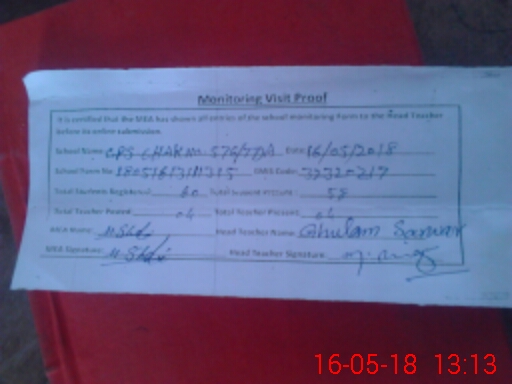 Monitoring Visit Proof
It is certified that the MEA has shown all entries of the school monitoring Form to the Head Teacher
before its online submission.
School Name: GPS CHAK No. 576/TDA Date: 16/05/2018
School Form No EMIS Code: 32320217
Total Students Registered: 60 Total Student Present: 58
Total Teacher Posted: 04 Total Teacher Present: 04
MEA Name: Head Teacher Name: Ghulam Sarwar
MEA Signature: Head Teacher Signature:
16-05-18 13:13